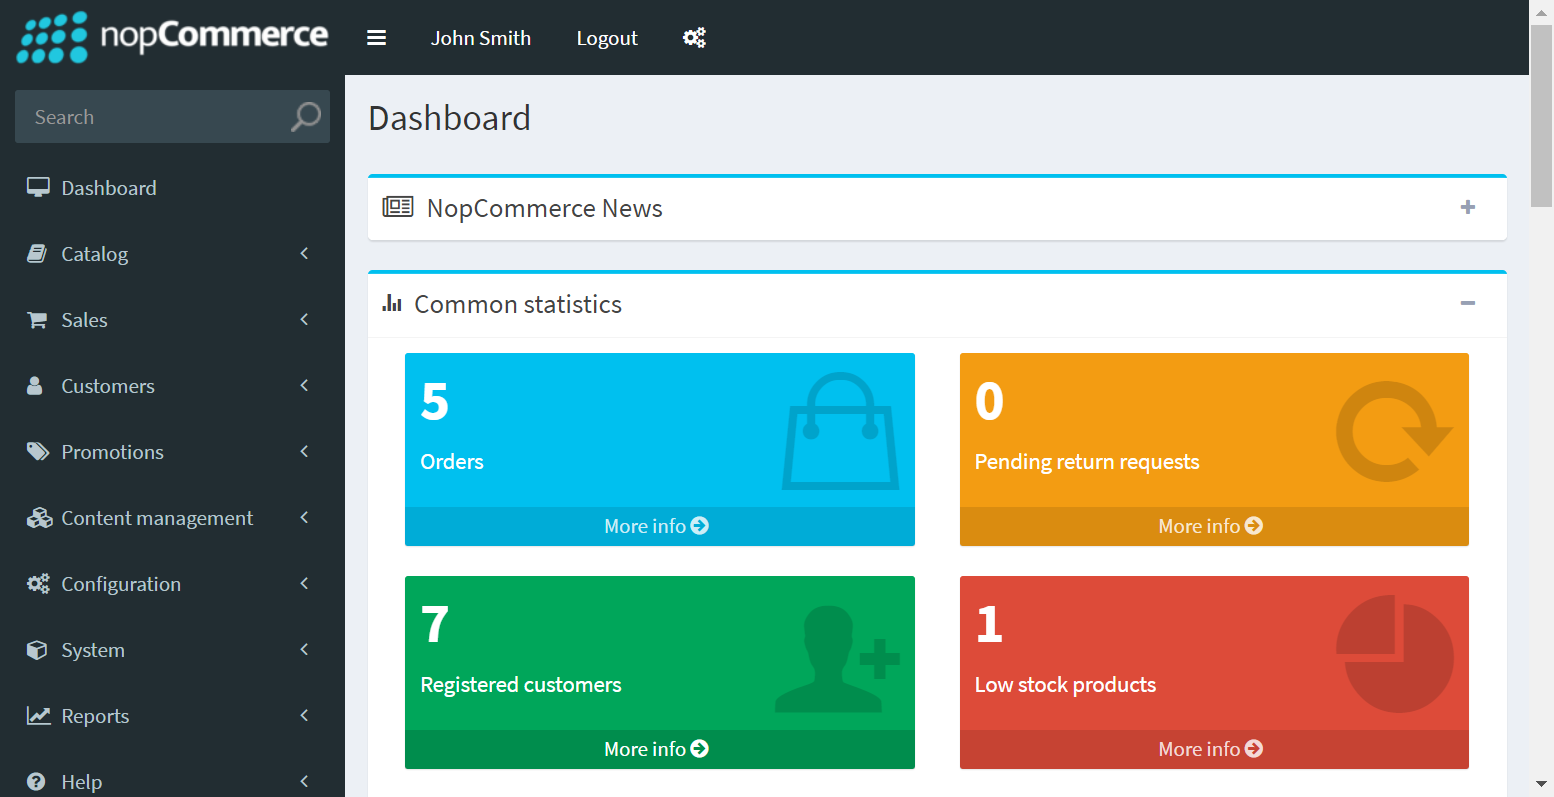 nopCommerce
John Smith
Logout
Search
Dashboard
Catalog
Sales
Customers
Promotions
Content management
Configuration
System
Reports
Help
Dashboard
NopCommerce News
Common statistics
5
Orders
More info
0
Pending return requests
More info
7
Registered customers
More info
1
Low stock products
More info